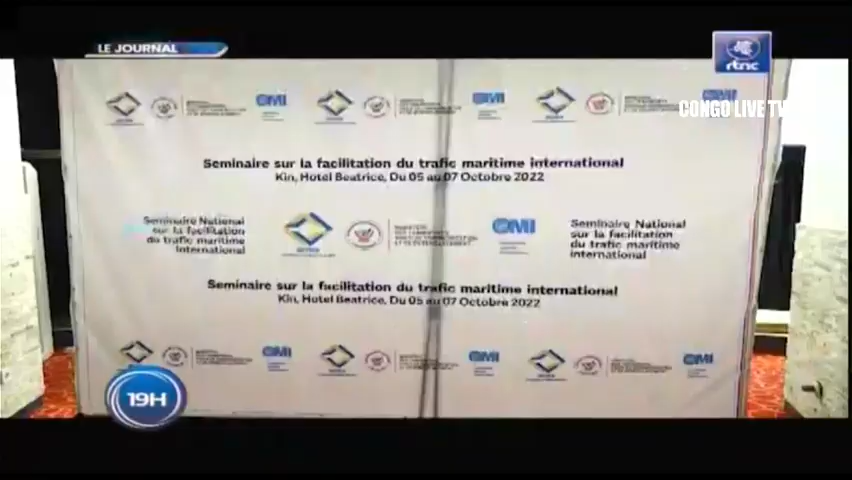 LE JOURNAL
rtnc
CONGO LIVE TV
OMI
OMI
OMI
Seminaire sur la facilitation du trafic maritime international
Kin, Hotel Beatrice, Du 05 au 07 Octobre 2022
Seminaire National
sur la facilitation
du trafic maritime
international
OMI
Seminaire National
sur la facilitation
du trafic maritime
international
Seminaire sur la facilitation du trafic maritime international
Kin, Hotel Beatrice, Du 05 au 07 Octobre 2022
OMI
OMI
OMI
19H